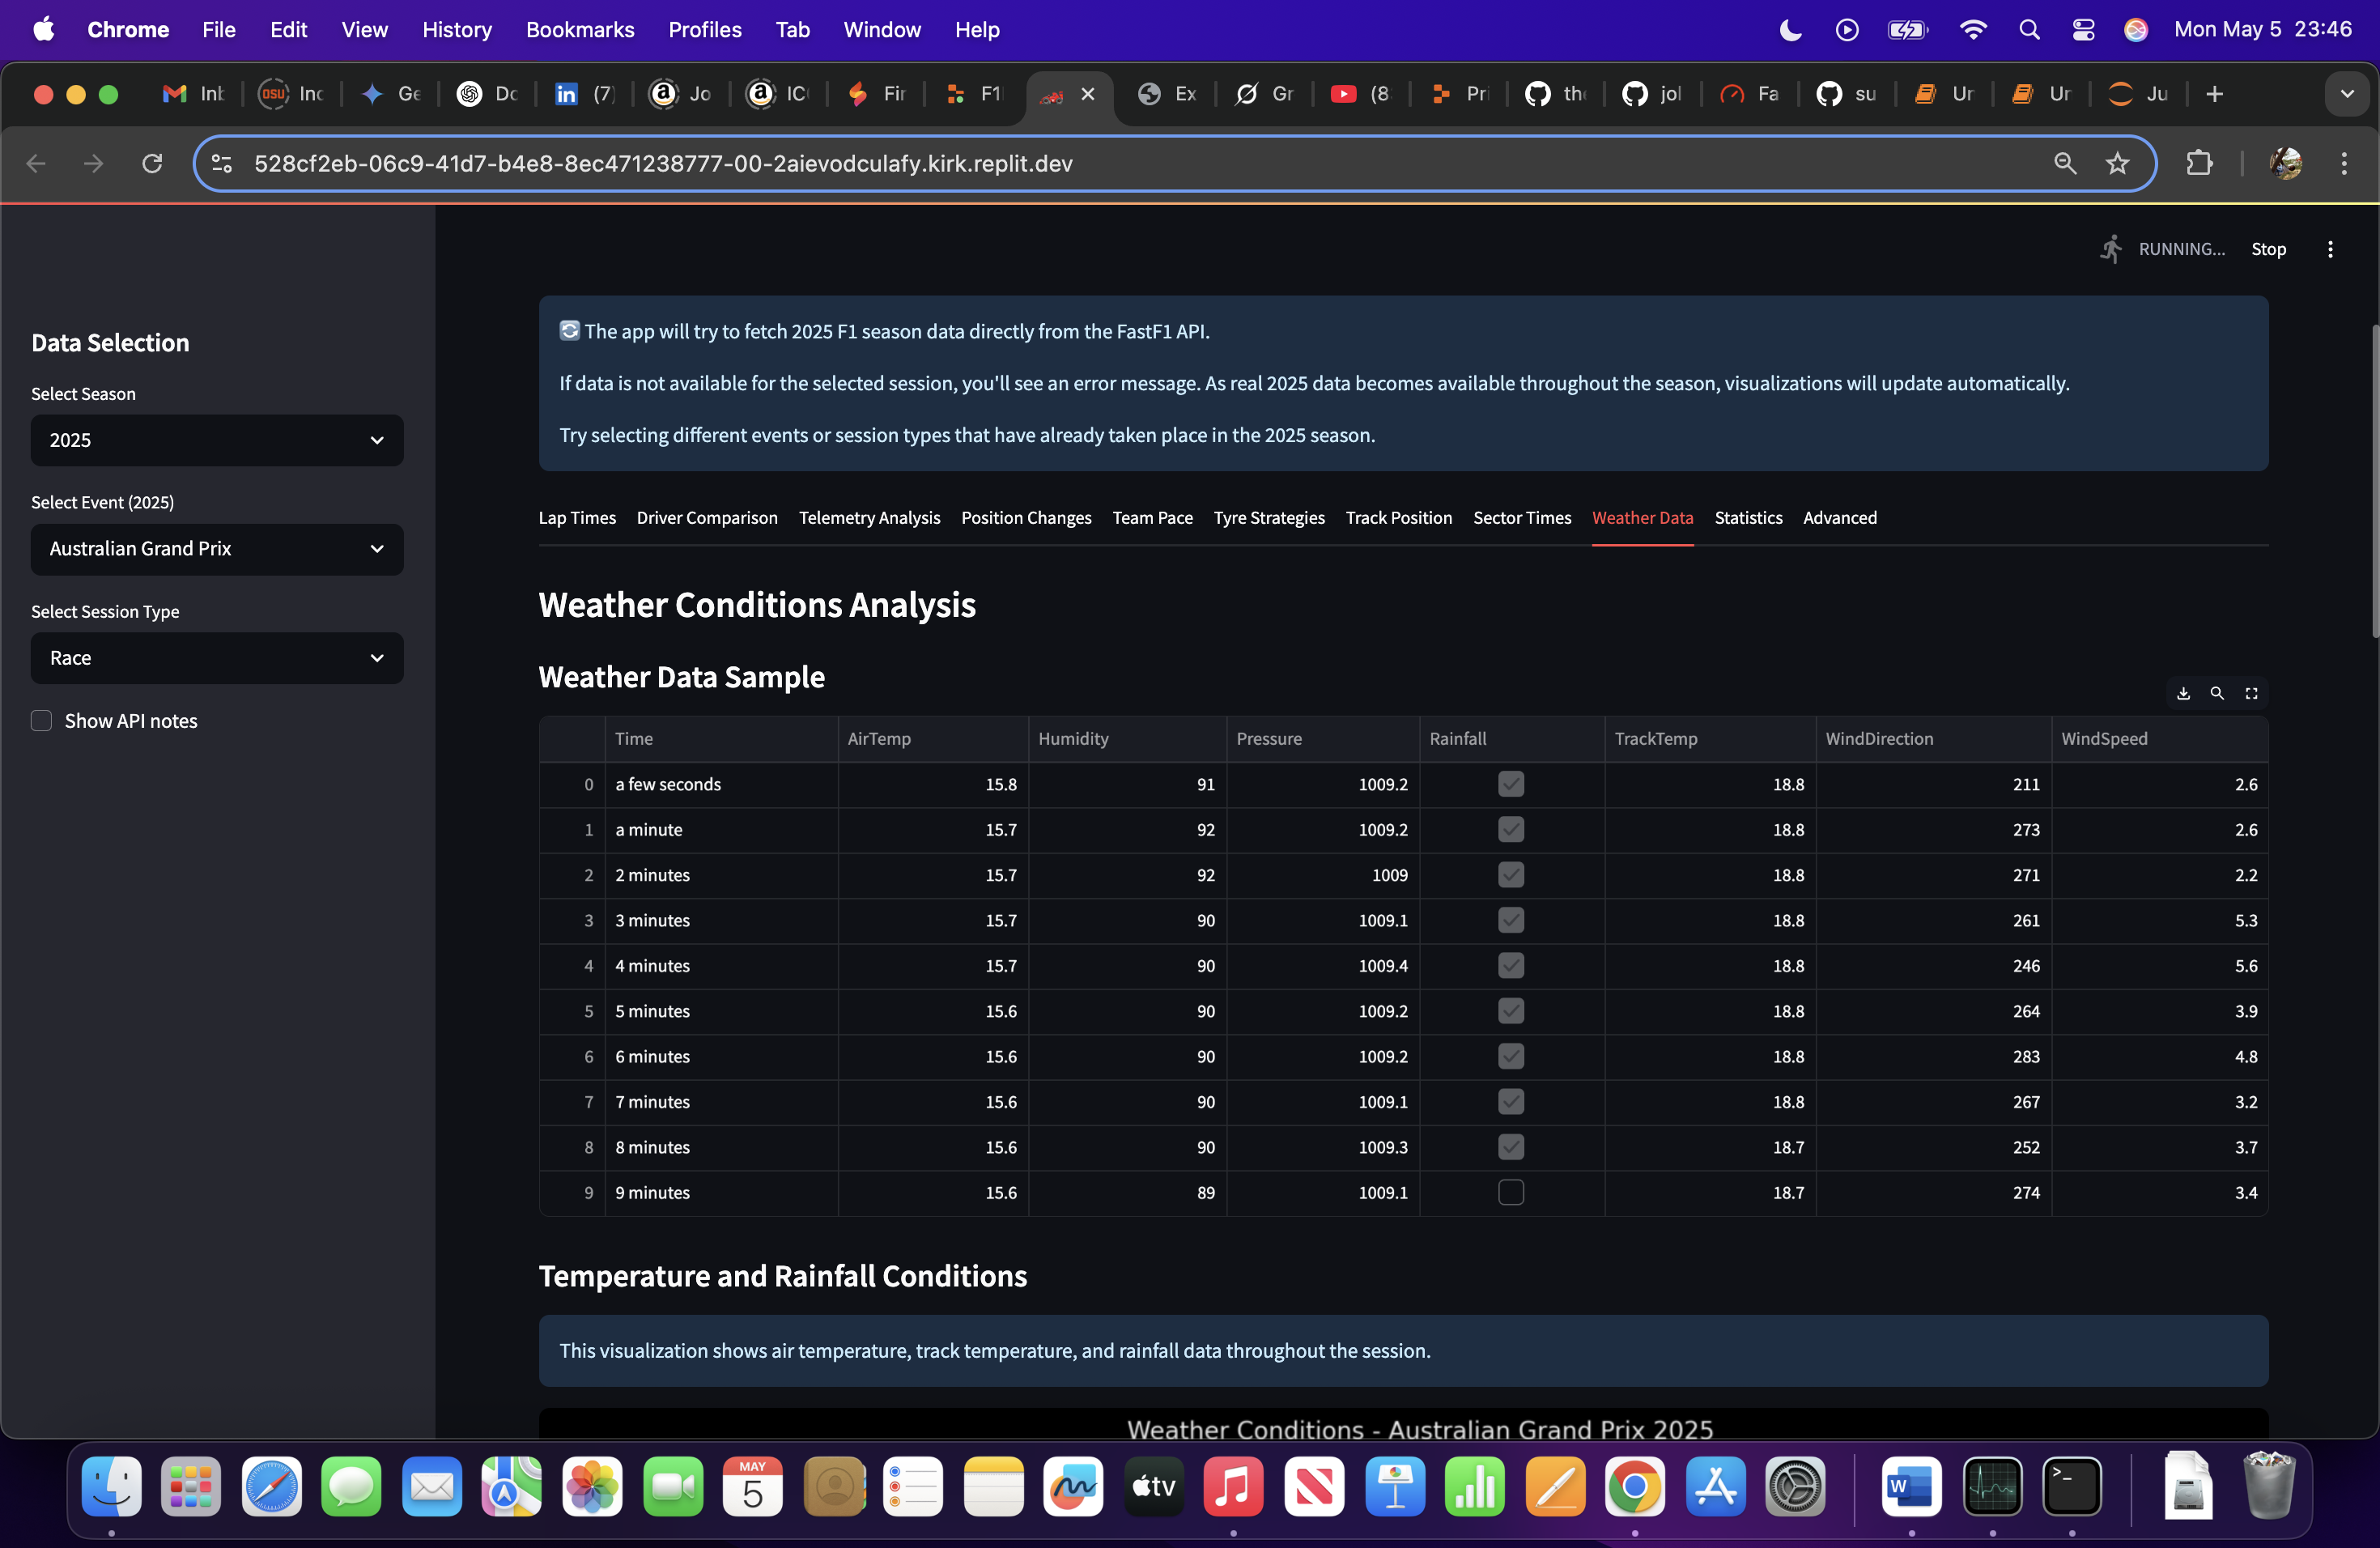 Chrome File Edit View History Bookmarks Profiles Tab Window Help Mon May 5 23:46
Inb Inc Ge Dc (7) Jo IC Fir F1 Ex Gr (8 Pri the jol Fa su Ur Ur Ju
528cf2eb-06c9-41d7-b4e8-8ec471238777-00-2aievodculafy.kirk.replit.dev
RUNNING... Stop
Data Selection
Select Season
2025
Select Event (2025)
Australian Grand Prix
Select Session Type
Race
Show API notes
The app will try to fetch 2025 F1 season data directly from the FastF1 API.
If data is not available for the selected session, you'll see an error message. As real 2025 data becomes available throughout the season, visualizations will update automatically.
Try selecting different events or session types that have already taken place in the 2025 season.
Lap Times Driver Comparison Telemetry Analysis Position Changes Team Pace Tyre Strategies Track Position Sector Times Weather Data Statistics Advanced
Weather Conditions Analysis
Weather Data Sample
Time AirTemp Humidity Pressure Rainfall TrackTemp WindDirection WindSpeed
0 a few seconds 15.8 91 1009.2 18.8 211 2.6
1 a minute 15.7 92 1009.2 18.8 273 2.6
2 2 minutes 15.7 92 1009 18.8 271 2.2
3 3 minutes 15.7 90 1009.1 18.8 261 5.3
4 4 minutes 15.7 90 1009.4 18.8 246 5.6
5 5 minutes 15.6 90 1009.2 18.8 264 3.9
6 6 minutes 15.6 90 1009.2 18.8 283 4.8
7 7 minutes 15.6 90 1009.1 18.8 267 3.2
8 8 minutes 15.6 90 1009.3 18.7 252 3.7
9 9 minutes 15.6 89 1009.1 18.7 274 3.4
Temperature and Rainfall Conditions
This visualization shows air temperature, track temperature, and rainfall data throughout the session.
Weather Conditions - Australian Grand Prix 2025
MAY
5
tv
W